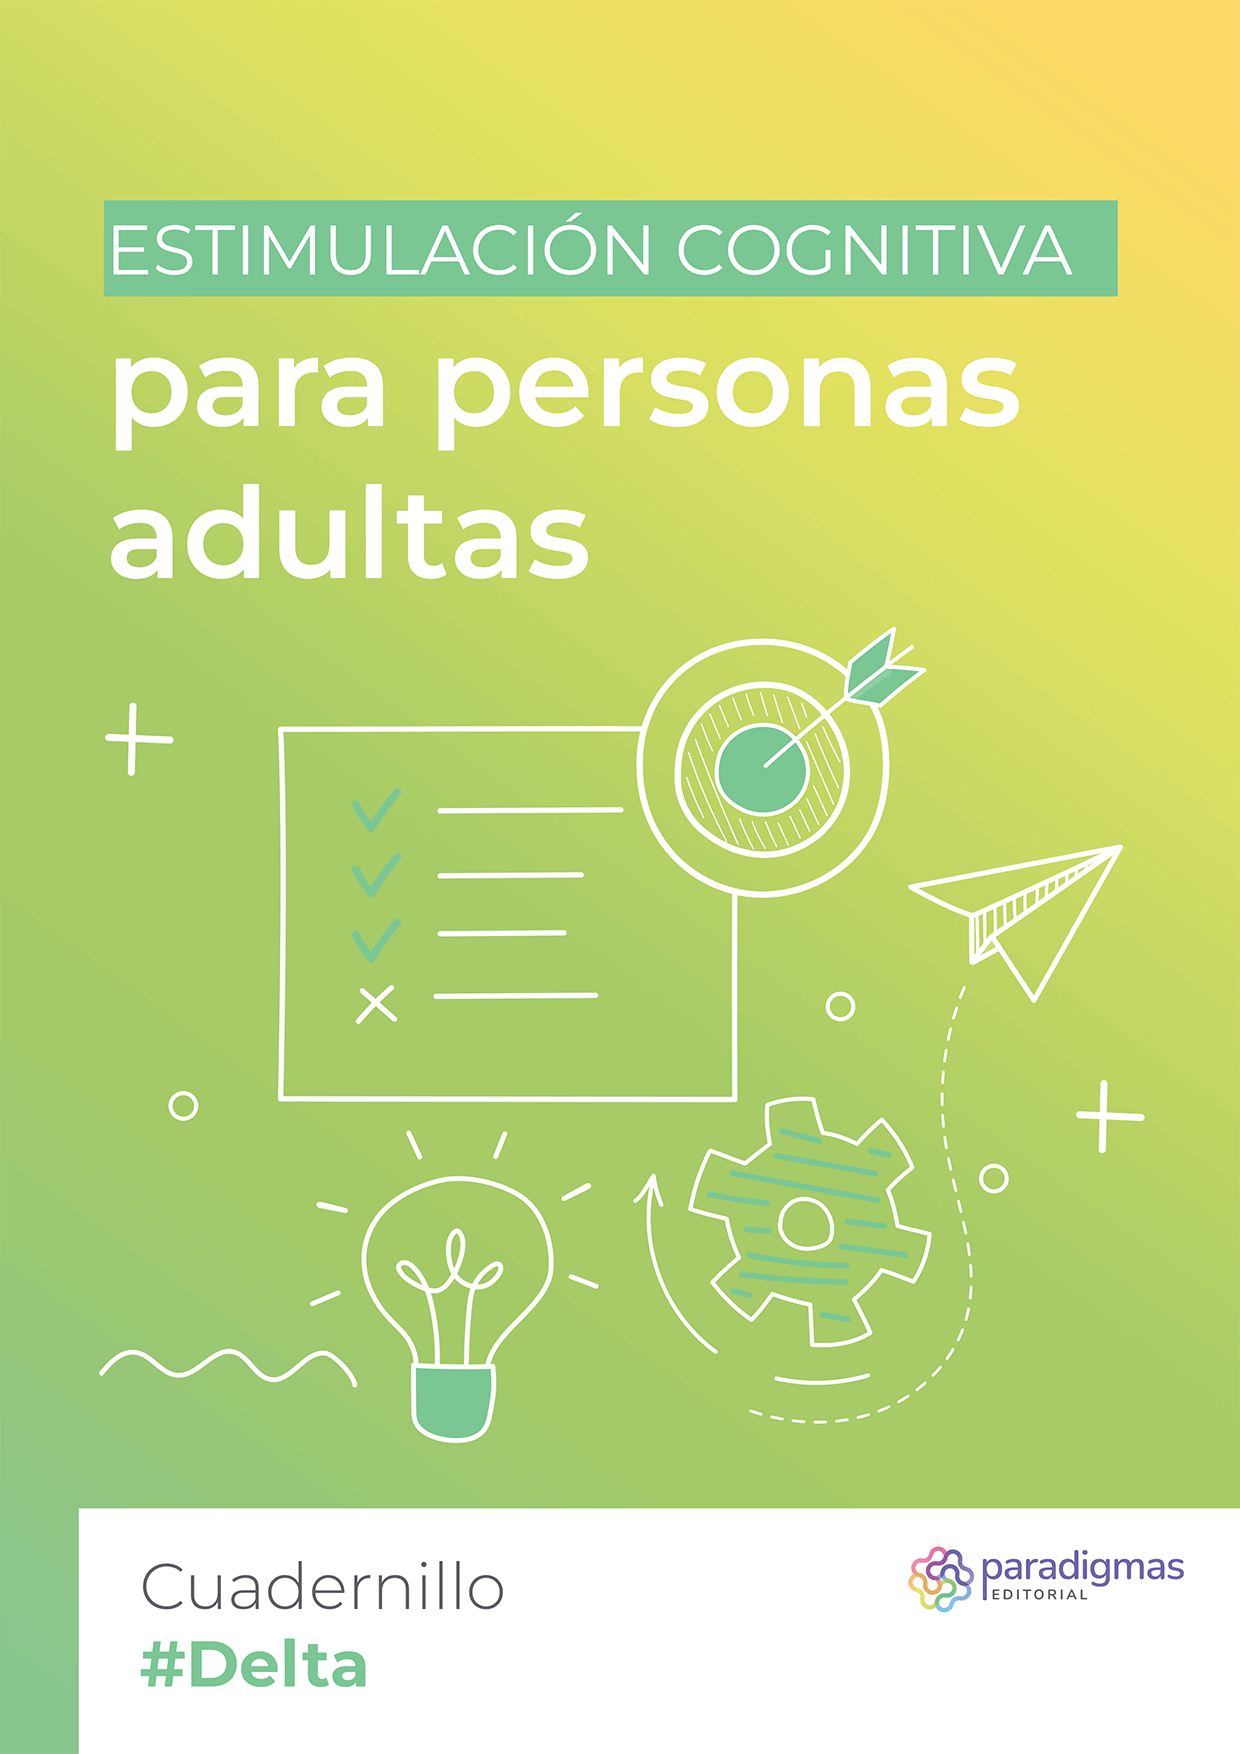 ESTIMULACIÓN COGNITIVA
para personas
adultas
Cuadernillo
#Delta
paradigmas
EDITORIAL